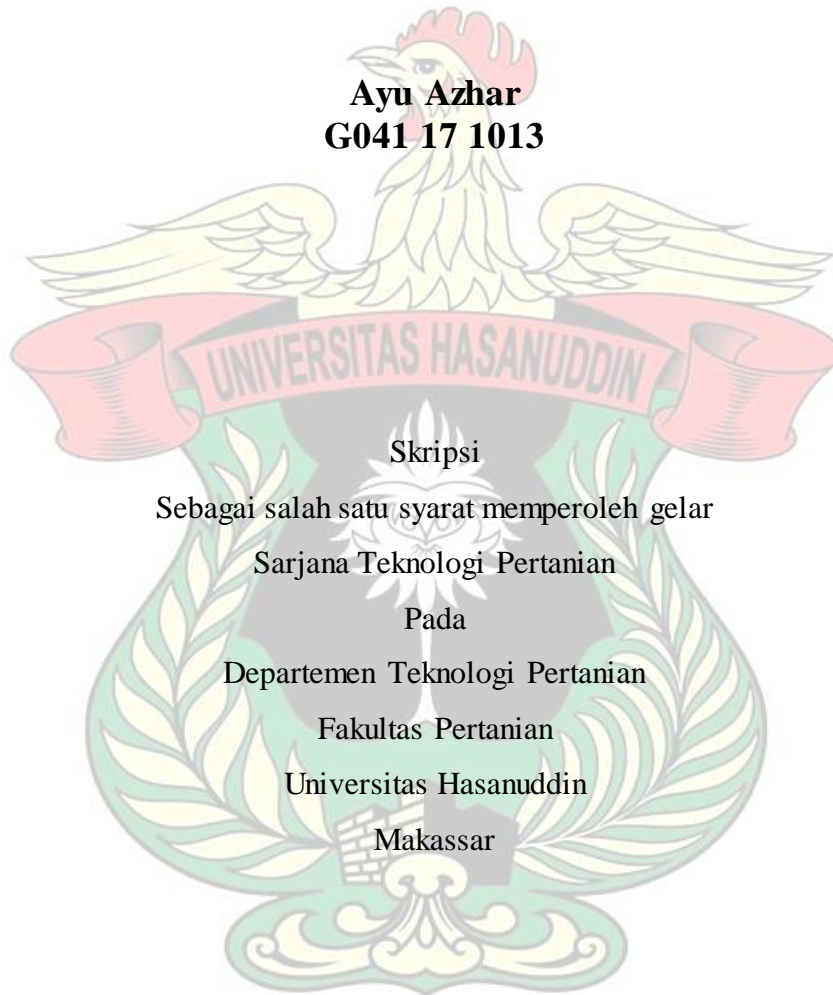 Ayu Azhar
G041 17 1013
UNIVERSITAS HASANUDDIN
Skripsi
Sebagai salah satu syarat memperoleh gelar
Sarjana Teknologi Pertanian
Pada
Departemen Teknologi Pertanian
Fakultas Pertanian
Universitas Hasanuddin
Makassar